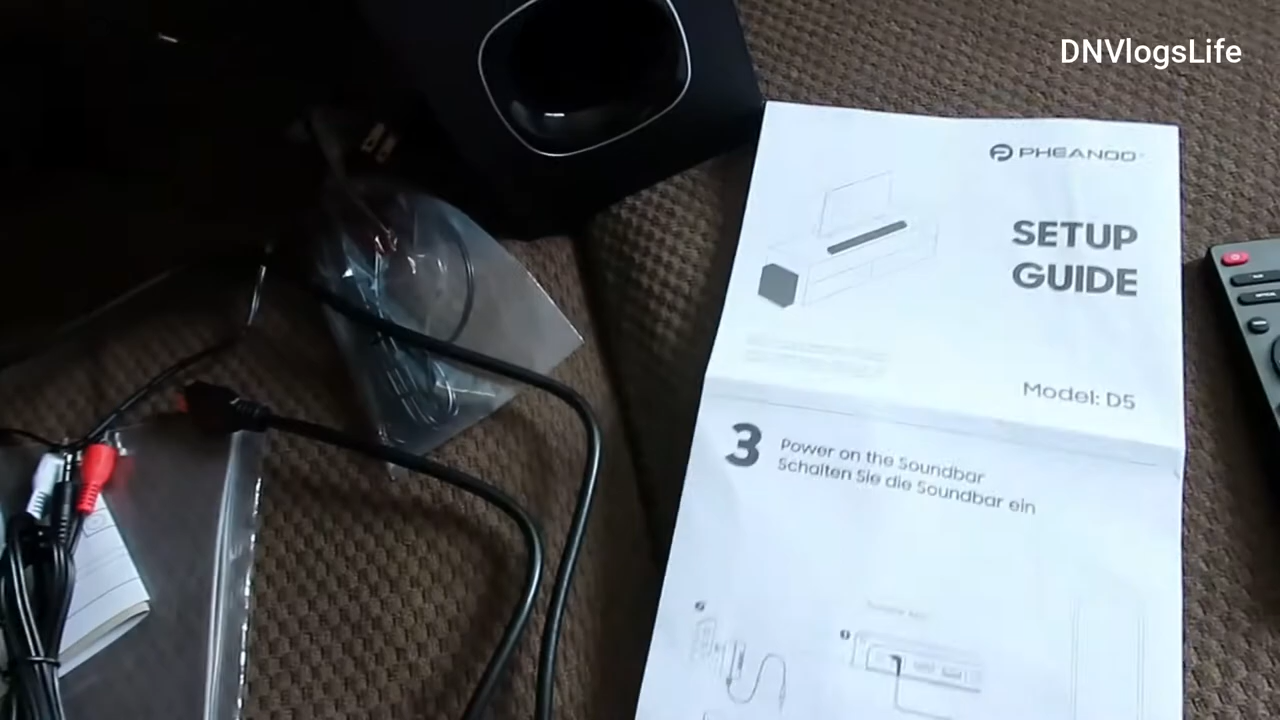 DNVlogsLife
PHEANOO
SETUP
GUIDE
Model: D5
3
Power on the Soundbar
Schalten Sie die Soundbar ein